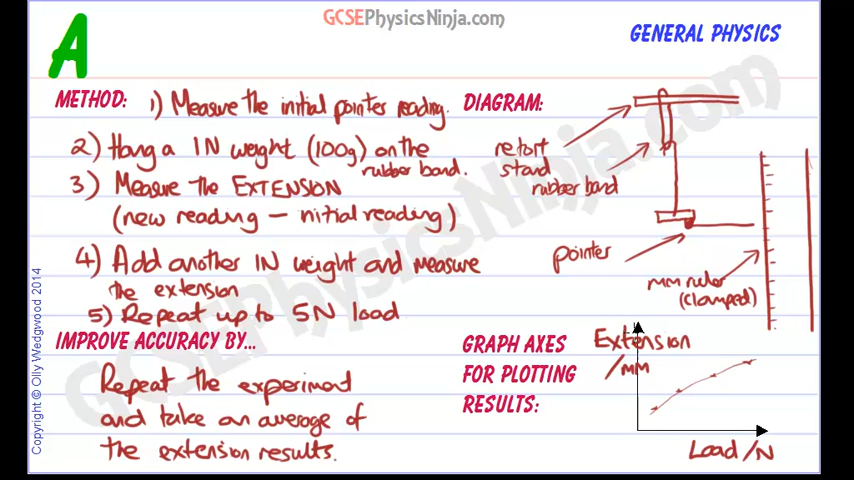 GCSEPhysicsNinja.com
A
GENERAL PHYSICS
METHOD: 1) Measure the initial pointer reading.
2) Hang a 1N weight (100g) on the
rubber band.
3) Measure the EXTENSION
(new reading – initial reading)
4) Add another 1N weight and measure
the extension
5) Repeat up to 5N load
DIAGRAM:
retort
stand
rubber band
pointer
mm ruler
(clamped)
IMPROVE ACCURACY BY...
Repeat the experiment
and take an average of
the extension results.
GRAPH AXES
FOR PLOTTING
RESULTS:
Extension
/mm
Load /N
Copyright © Olly Wedgwood 2014
GCSEPhysicsNinja.com